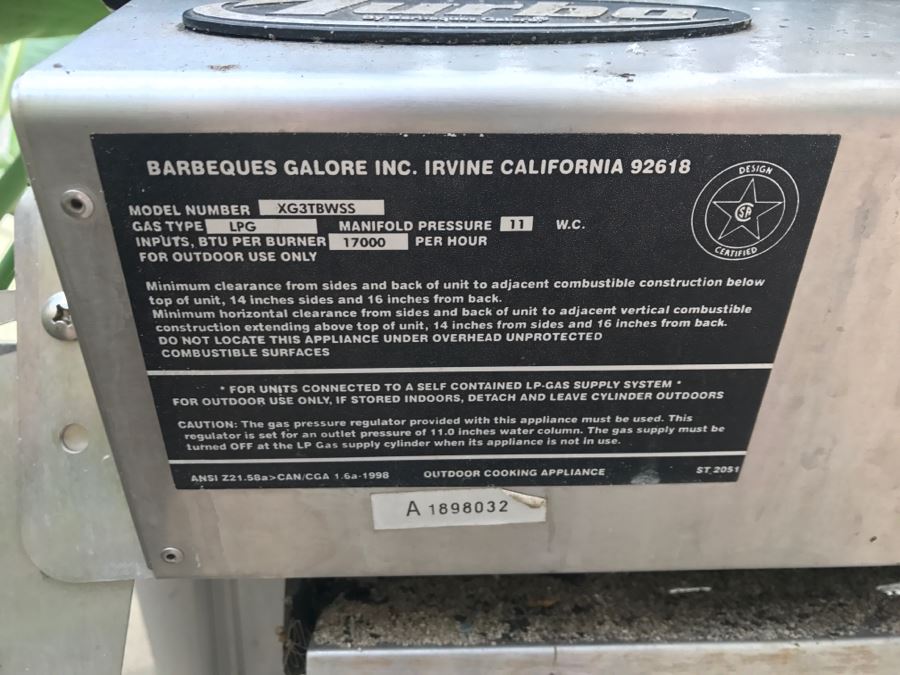 Turbo
By Barbeques Galore
BARBEQUES GALORE INC. IRVINE CALIFORNIA 92618
DESIGN
CSA
CERTIFIED
MODEL NUMBER XG3TBWSS
GAS TYPE LPG MANIFOLD PRESSURE 11 W.C.
INPUTS, BTU PER BURNER 17000 PER HOUR
FOR OUTDOOR USE ONLY
Minimum clearance from sides and back of unit to adjacent combustible construction below
top of unit, 14 inches sides and 16 inches from back.
Minimum horizontal clearance from sides and back of unit to adjacent vertical combustible
construction extending above top of unit, 14 inches from sides and 16 inches from back.
DO NOT LOCATE THIS APPLIANCE UNDER OVERHEAD UNPROTECTED
COMBUSTIBLE SURFACES
* FOR UNITS CONNECTED TO A SELF CONTAINED LP-GAS SUPPLY SYSTEM *
FOR OUTDOOR USE ONLY, IF STORED INDOORS, DETACH AND LEAVE CYLINDER OUTDOORS
CAUTION: The gas pressure regulator provided with this appliance must be used. This
regulator is set for an outlet pressure of 11.0 inches water column. The gas supply must be
turned OFF at the LP Gas supply cylinder when its appliance is not in use.
ANSI Z21.58a>CAN/CGA 1.6a-1998 OUTDOOR COOKING APPLIANCE ST 2051
A 1898032